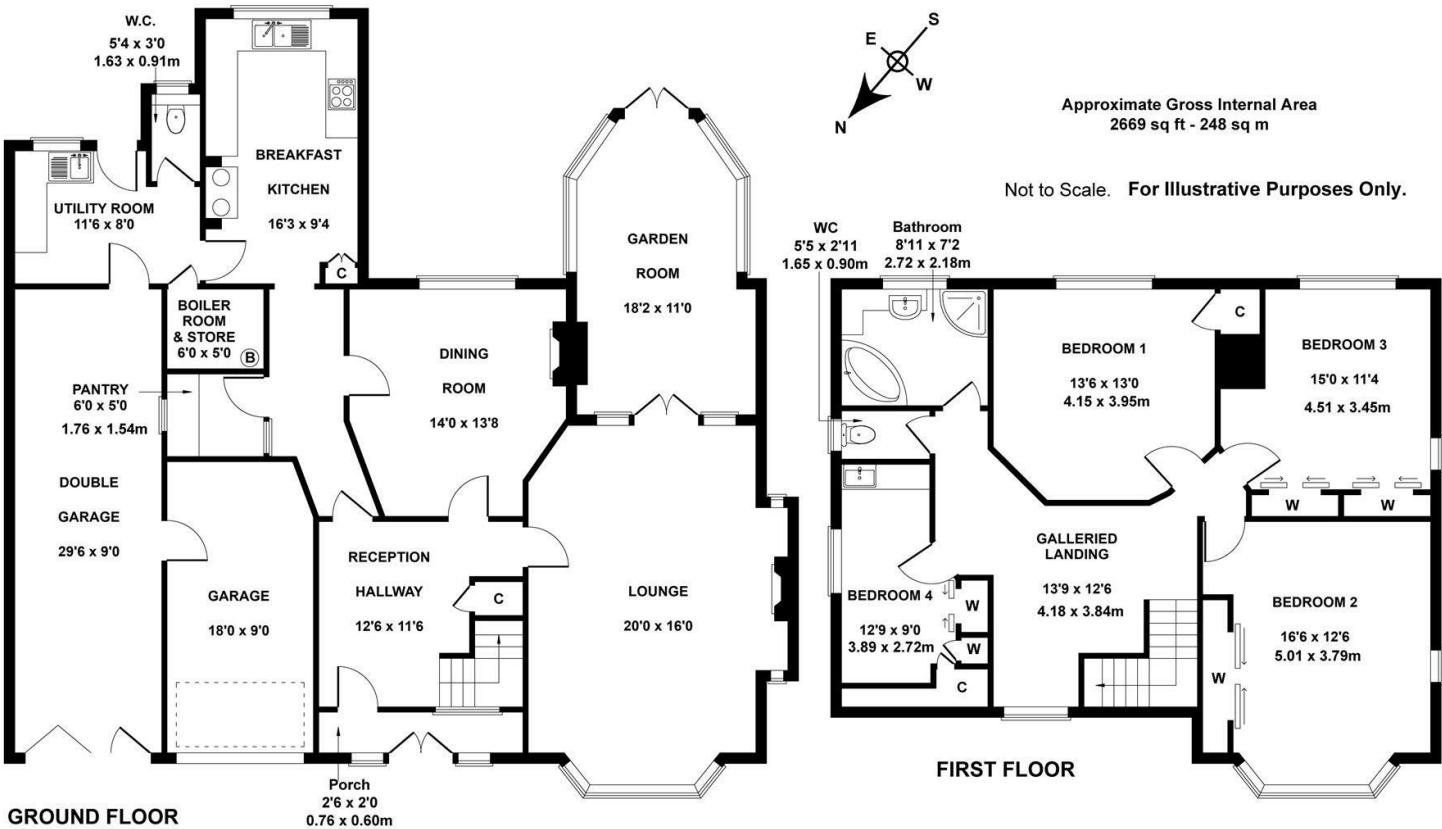 W.C.
5'4 x 3'0
1.63 x 0.91m
BREAKFAST
KITCHEN
16'3 x 9'4
UTILITY ROOM
11'6 x 8'0
C
BOILER
ROOM
& STORE
6'0 x 5'0
B
PANTRY
6'0 x 5'0
1.76 x 1.54m
DOUBLE
GARAGE
29'6 x 9'0
GARAGE
18'0 x 9'0
DINING
ROOM
14'0 x 13'8
GARDEN
ROOM
18'2 x 11'0
RECEPTION
HALLWAY
12'6 x 11'6
C
LOUNGE
20'0 x 16'0
Porch
2'6 x 2'0
0.76 x 0.60m
GROUND FLOOR
S
E
W
N
Approximate Gross Internal Area
2669 sq ft - 248 sq m
Not to Scale. For Illustrative Purposes Only.
WC
5'5 x 2'11
1.65 x 0.90m
Bathroom
8'11 x 7'2
2.72 x 2.18m
BEDROOM 1
13'6 x 13'0
4.15 x 3.95m
C
BEDROOM 3
15'0 x 11'4
4.51 x 3.45m
W
W
GALLERIED
LANDING
13'9 x 12'6
4.18 x 3.84m
BEDROOM 4
12'9 x 9'0
3.89 x 2.72m
W
W
C
BEDROOM 2
16'6 x 12'6
5.01 x 3.79m
W
FIRST FLOOR